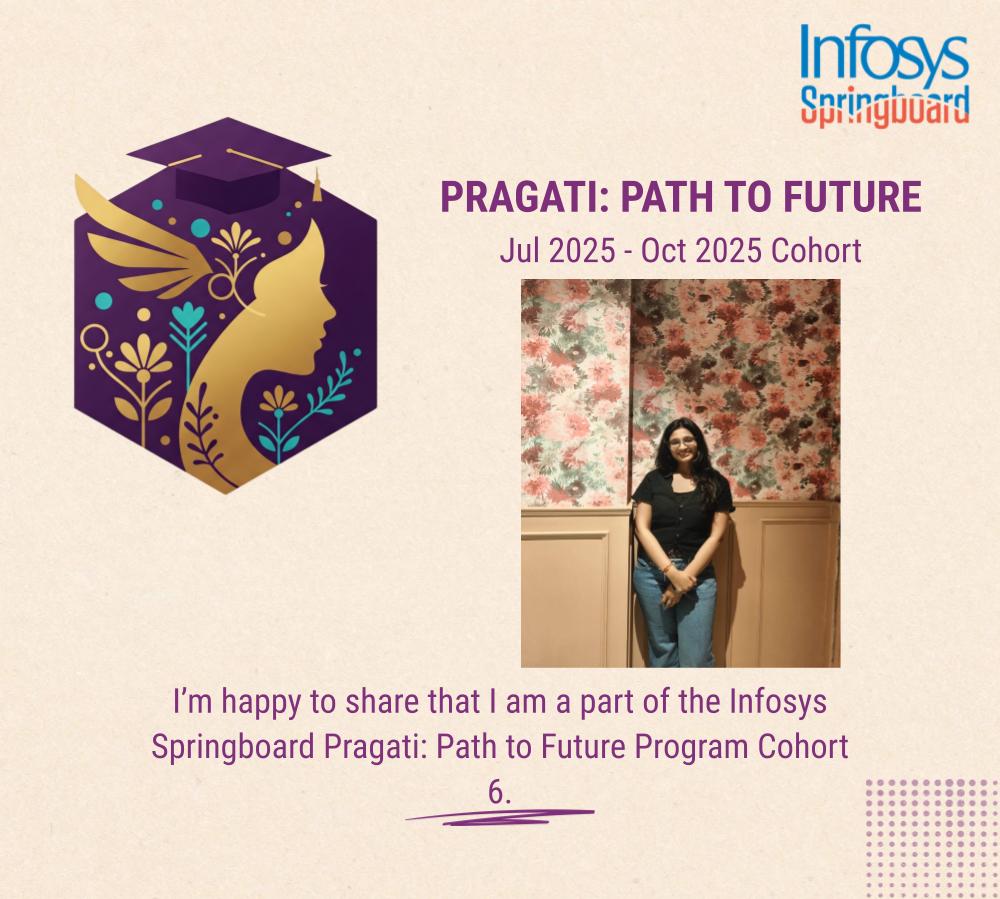 Infosys
Springboard
PRAGATI: PATH TO FUTURE
Jul 2025 - Oct 2025 Cohort
I’m happy to share that I am a part of the Infosys
Springboard Pragati: Path to Future Program Cohort
6.